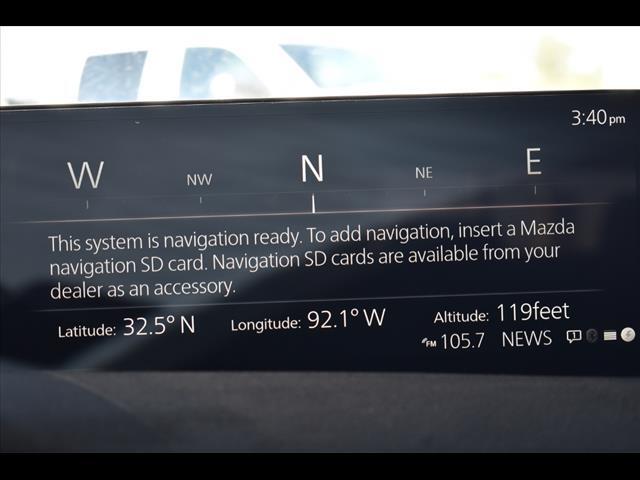 3:40pm
W NW N NE E
This system is navigation ready. To add navigation, insert a Mazda
navigation SD card. Navigation SD cards are available from your
dealer as an accessory.
Latitude: 32.5° N Longitude: 92.1° W Altitude: 119feet
FM 105.7 NEWS